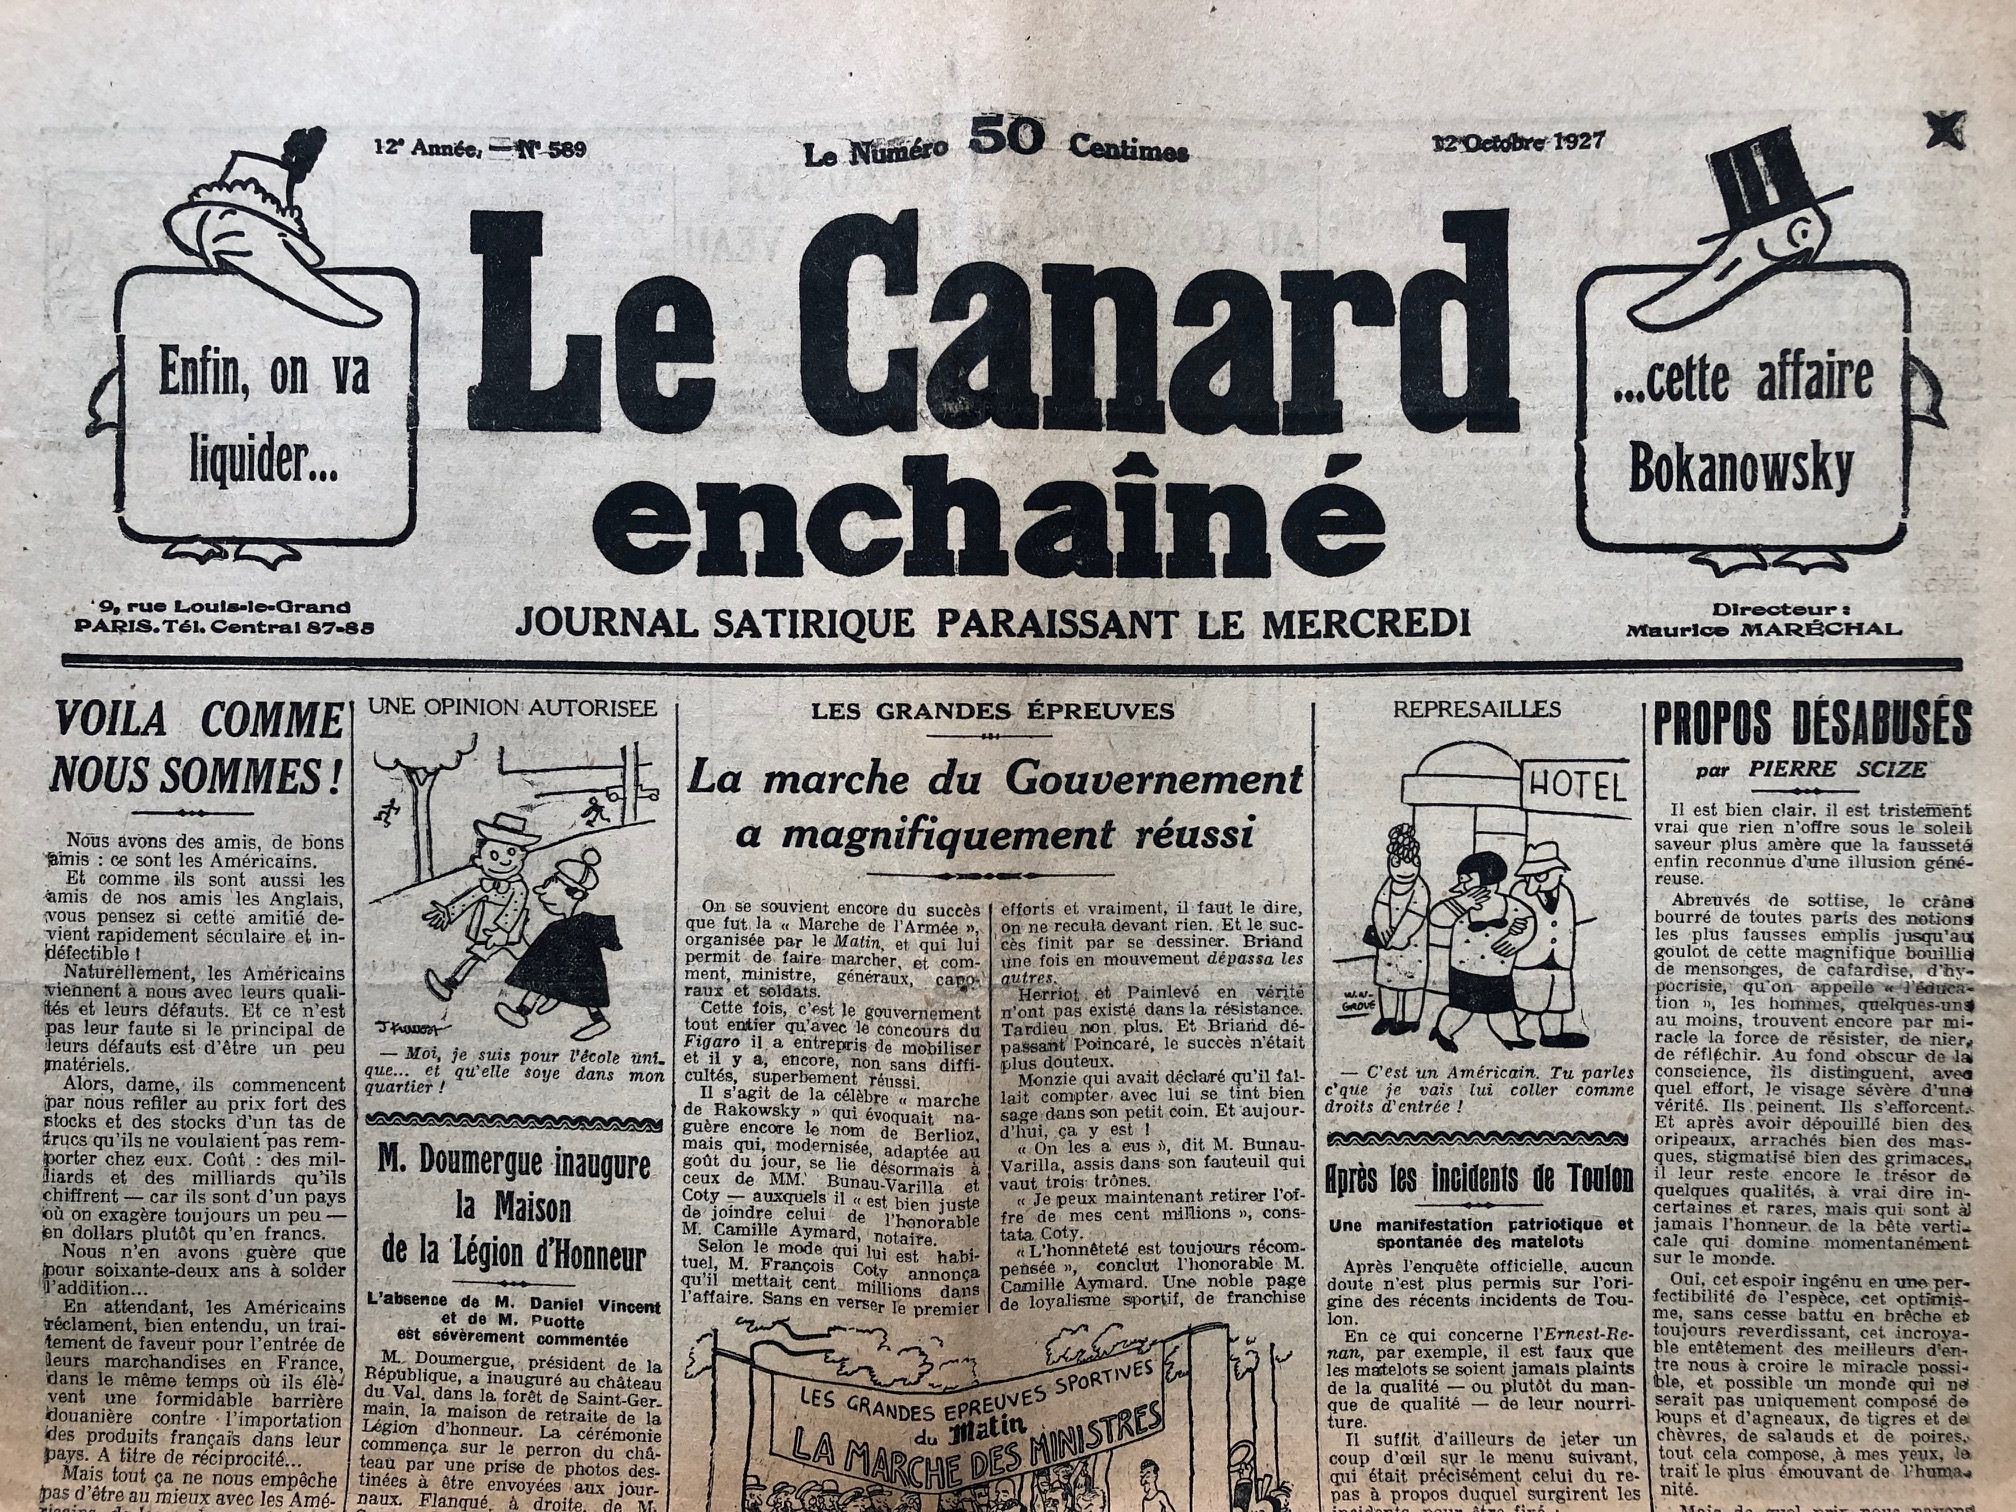 12e Année. — N° 589
Le Numéro 50 Centimes
12 Octobre 1927
Enfin, on va
liquider...
Le Canard
enchaîné
...cette affaire
Bokanowsky
9, rue Louis-le-Grand
PARIS. Tél. Central 87-85
JOURNAL SATIRIQUE PARAISSANT LE MERCREDI
Directeur :
Maurice MARÉCHAL
VOILA COMME
NOUS SOMMES !
Nous avons des amis, de bons
amis : ce sont les Américains.
Et comme ils sont aussi les
amis de nos amis les Anglais,
vous pensez si cette amitié de-
vient rapidement séculaire et in-
défectible !
Naturellement, les Américains
viennent à nous avec leurs quali-
tés et leurs défauts. Et ce n'est
pas leur faute si le principal de
leurs défauts est d'être un peu
matériels.
Alors, dame, ils commencent
par nous refiler au prix fort des
stocks et des stocks d'un tas de
trucs qu'ils ne voulaient pas rem-
porter chez eux. Coût : des mil-
liards et des milliards qu'ils
chiffrent — car ils sont d'un pays
où on exagère toujours un peu —
en dollars plutôt qu'en francs.
Nous n'en avons guère que
pour soixante-deux ans à solder
l'addition...
En attendant, les Américains
réclament, bien entendu, un trai-
tement de faveur pour l'entrée de
leurs marchandises en France,
dans le même temps où ils élè-
vent une formidable barrière
douanière contre l'importation
des produits français dans leur
pays. A titre de réciprocité...
Mais tout ça ne nous empêche
pas d'être au mieux avec les Amé-
UNE OPINION AUTORISEE
— Moi, je suis pour l'école uni-
que... et qu'elle soye dans mon
quartier !
M. Doumergue inaugure
la Maison
de la Légion d'Honneur
L'absence de M. Daniel Vincent
et de M. Puotte
est sévèrement commentée
M. Doumergue, président de la
République, a inauguré au château
du Val, dans la forêt de Saint-Ger-
main, la maison de retraite de la
Légion d'honneur. La cérémonie
commença sur le perron du châ-
teau par une prise de photos des-
tinées à être envoyées aux jour-
naux. Flanqué, à droite, de M.
LES GRANDES ÉPREUVES
La marche du Gouvernement
a magnifiquement réussi
On se souvient encore du succès
que fut la « Marche de l'Armée »,
organisée par le Matin, et qui lui
permit de faire marcher, et com-
ment, ministre, généraux, capo-
raux et soldats.
Cette fois, c'est le gouvernement
tout entier qu'avec le concours du
Figaro il a entrepris de mobiliser
et il y a, encore, non sans diffi-
cultés, superbement réussi.
Il s'agit de la célèbre « marche
de Rakowsky » qui évoquait na-
guère encore le nom de Berlioz,
mais qui, modernisée, adaptée au
goût du jour, se lie désormais à
ceux de MM. Bunau-Varilla et
Coty — auxquels il « est bien juste
de joindre celui de l'honorable
M. Camille Aymard, notaire.
Selon le mode qui lui est habi-
tuel, M. François Coty annonça
qu'il mettait cent millions dans
l'affaire. Sans en verser le premier
efforts et vraiment, il faut le dire,
on ne recula devant rien. Et le suc-
cès finit par se dessiner. Briand
une fois en mouvement dépassa les
autres.
Herriot et Painlevé en vérité
n'ont pas existé dans la résistance.
Tardieu non plus. Et Briand dé-
passant Poincaré, le succès n'était
plus douteux.
Monzie qui avait déclaré qu'il fal-
lait compter avec lui se tint bien
sage dans son petit coin. Et aujour-
d'hui, ça y est !
« On les a eus », dit M. Bunau-
Varilla, assis dans son fauteuil qui
vaut trois trônes.
« Je peux maintenant retirer l'of-
fre de mes cent millions », cons-
tata Coty.
« L'honnêteté est toujours récom-
pensée », conclut l'honorable M.
Camille Aymard. Une noble page
de loyalisme sportif, de franchise
LES GRANDES EPREUVES SPORTIVES
du Matin
LA MARCHE DES MINISTRES
REPRESAILLES
HOTEL
W.N.
GROVE
— C'est un Américain. Tu parles
c'que je vais lui coller comme
droits d'entrée !
Après les incidents de Toulon
Une manifestation patriotique et
spontanée des matelots
Après l'enquête officielle, aucun
doute n'est plus permis sur l'ori-
gine des récents incidents de Tou-
lon.
En ce qui concerne l'Ernest-Re-
nan, par exemple, il est faux que
les matelots se soient jamais plaints
de la qualité — ou plutôt du man-
que de qualité — de leur nourri-
ture.
Il suffit d'ailleurs de jeter un
coup d'œil sur le menu suivant,
qui était précisément celui du re-
pas à propos duquel surgirent les
PROPOS DÉSABUSÉS
par PIERRE SCIZE
Il est bien clair, il est tristement
vrai que rien n'offre sous le soleil
saveur plus amère que la fausseté
enfin reconnue d'une illusion géné-
reuse.
Abreuvés de sottise, le crâne
bourré de toutes parts des notions
les plus fausses emplis jusqu'au
goulot de cette magnifique bouillie
de mensonges, de cafardise, d'hy-
pocrisie, qu'on appelle « l'éduca-
tion », les hommes, quelques-uns
au moins, trouvent encore par mi-
racle la force de résister, de nier,
de réfléchir. Au fond obscur de la
conscience, ils distinguent, avec
quel effort, le visage sévère d'une
vérité. Ils peinent. Ils s'efforcent.
Et après avoir dépouillé bien des
oripeaux, arrachés bien des mas-
ques, stigmatisé bien des grimaces,
il leur reste encore le trésor de
quelques qualités, à vrai dire in-
certaines et rares, mais qui sont à
jamais l'honneur de la bête verti-
cale qui domine momentanément
sur le monde.
Oui, cet espoir ingénu en une per-
fectibilité de l'espèce, cet optimis-
me, sans cesse battu en brèche et
toujours reverdissant, cet incroya-
ble entêtement des meilleurs d'en-
tre nous à croire le miracle possi-
ble, et possible un monde qui ne
serait pas uniquement composé de
loups et d'agneaux, de tigres et de
chèvres, de salauds et de poires,
tout cela compose, à mes yeux, le
trait le plus émouvant de l'huma-
nité.